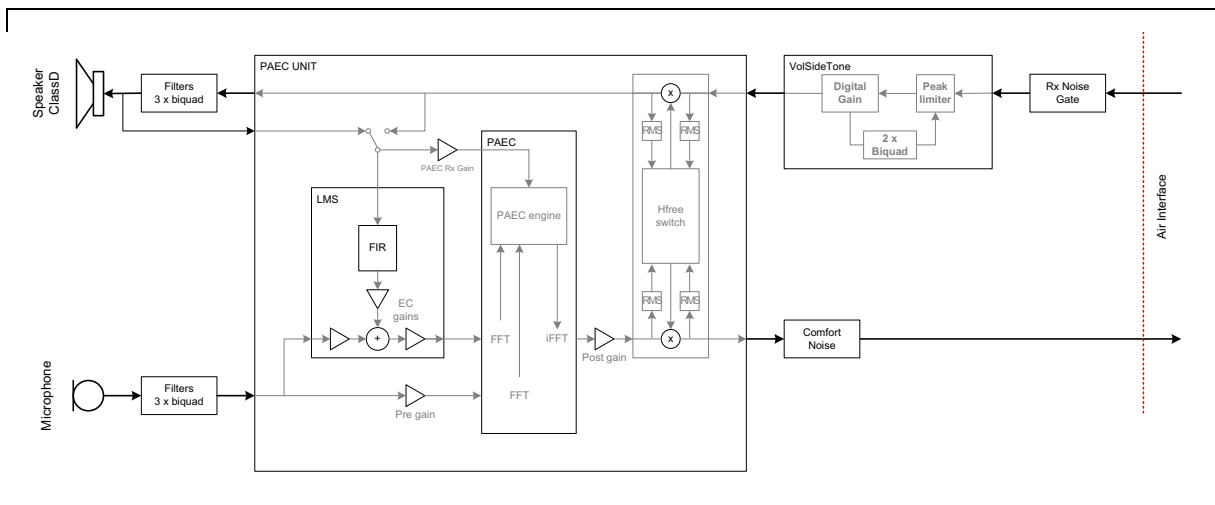 Speaker
ClassD
Filters
3 x biquad
PAEC UNIT
VolSideTone
Digital
Gain
Peak
limiter
2 x
Biquad
Rx Noise
Gate
RMS
RMS
PAEC Rx Gain
PAEC
PAEC engine
LMS
FIR
EC
gains
+
x
Hfree
switch
Air Interface
RMS
RMS
FFT
iFFT
FFT
Post gain
x
Comfort
Noise
Microphone
Filters
3 x biquad
Pre gain